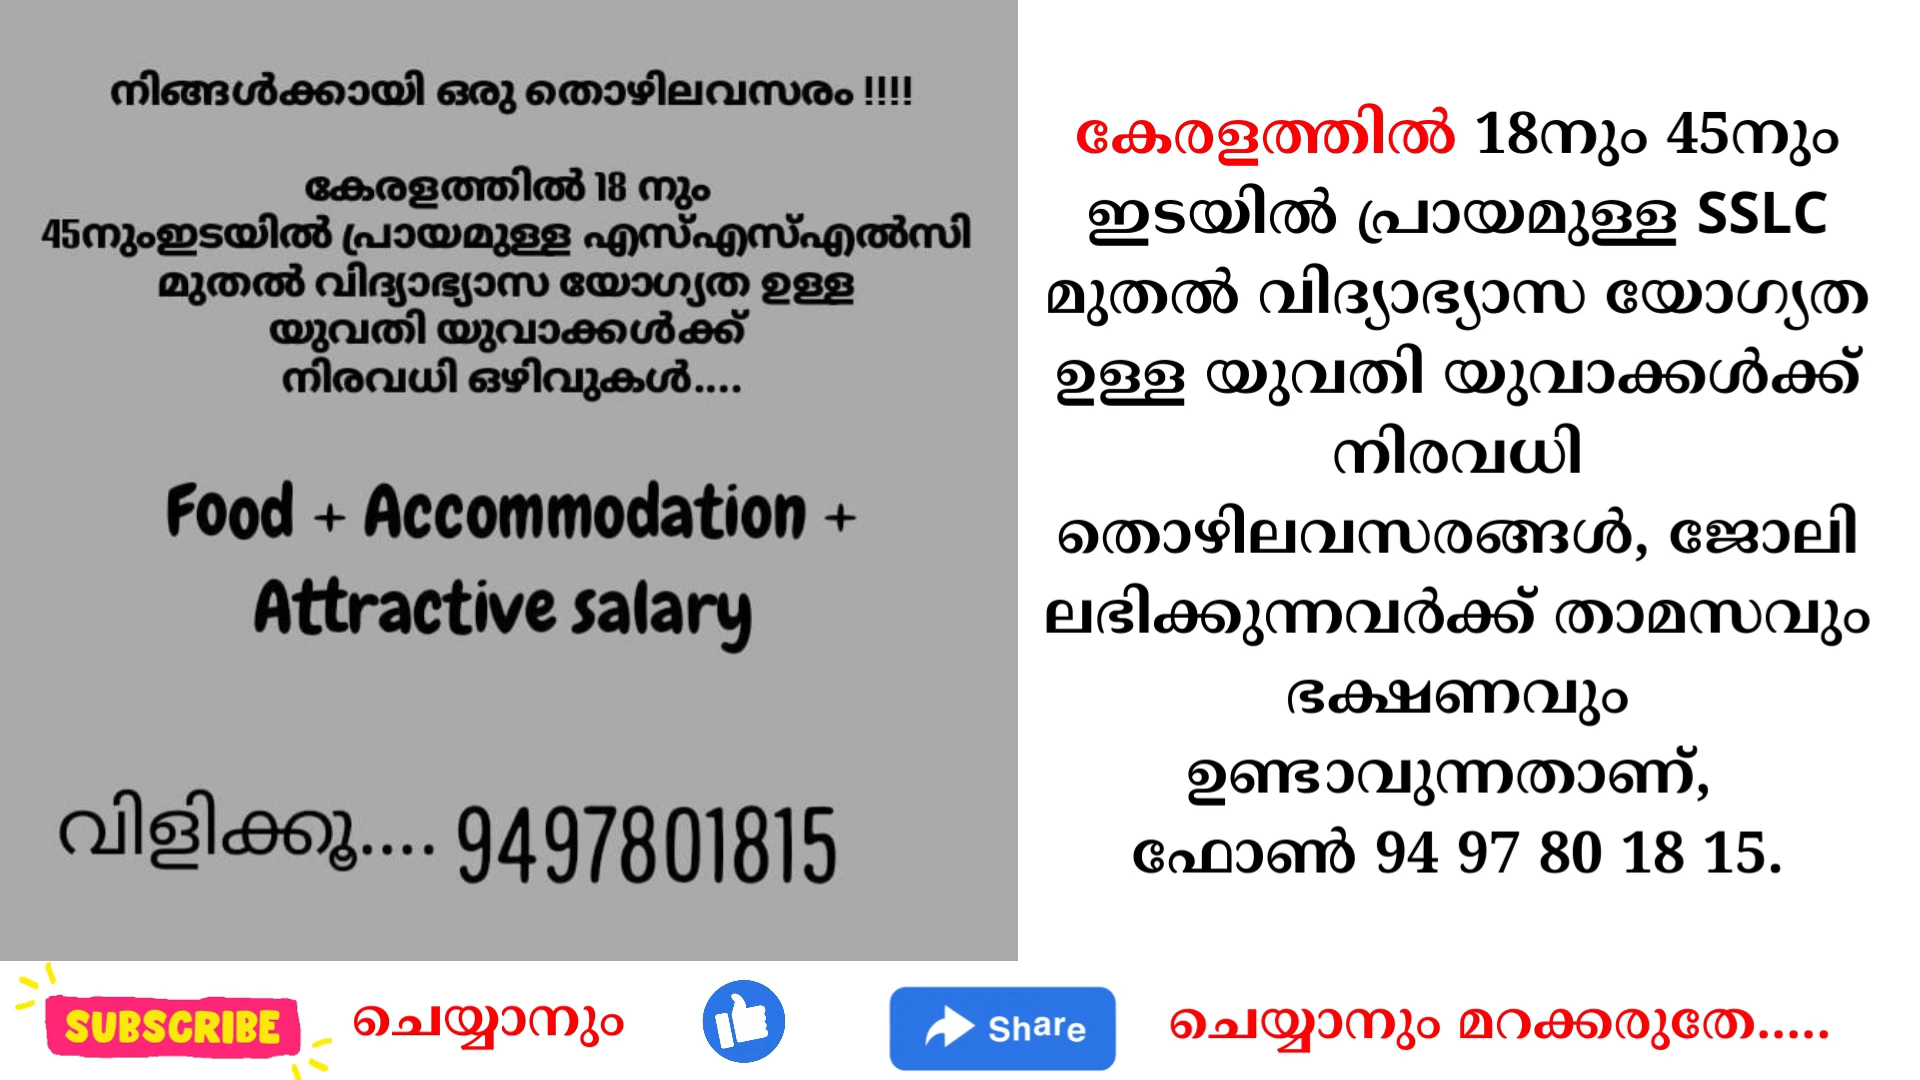 നിങ്ങൾക്കായി ഒരു തൊഴിലവസരം !!!!
കേരളത്തിൽ 18 നും
45നുംഇടയിൽ പ്രായമുള്ള എസ്എസ്എൽസി
മുതൽ വിദ്യാഭ്യാസ യോഗ്യത ഉള്ള
യുവതി യുവാക്കൾക്ക്
നിരവധി ഒഴിവുകൾ....
Food + Accommodation +
Attractive salary
വിളിക്കൂ.... 9497801815
കേരളത്തിൽ 18നും 45നും
ഇടയിൽ പ്രായമുള്ള SSLC
മുതൽ വിദ്യാഭ്യാസ യോഗ്യത
ഉള്ള യുവതി യുവാക്കൾക്ക്
നിരവധി
തൊഴിലവസരങ്ങൾ, ജോലി
ലഭിക്കുന്നവർക്ക് താമസവും
ഭക്ഷണവും
ഉണ്ടാവുന്നതാണ്,
ഫോൺ 94 97 80 18 15.
SUBSCRIBE ചെയ്യാനും Share ചെയ്യാനും മറക്കരുതേ.....